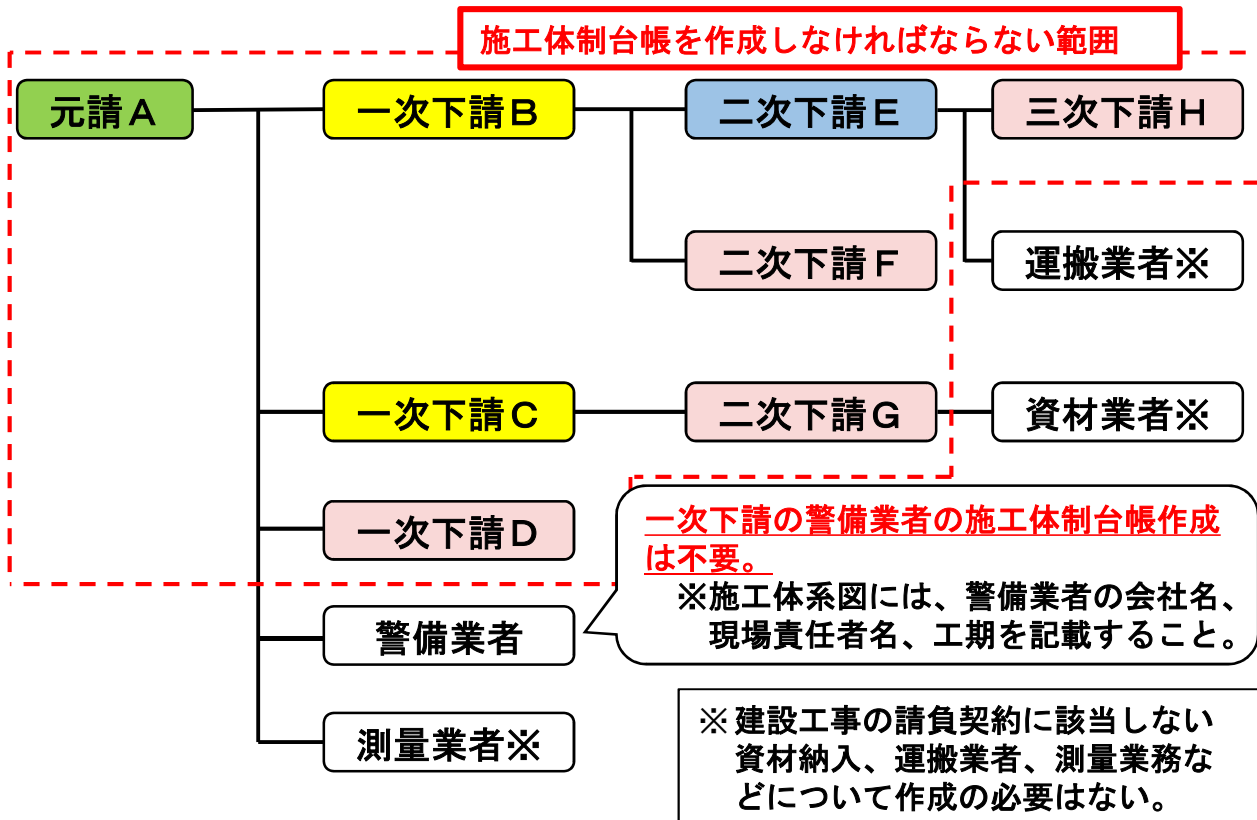 施工体制台帳を作成しなければならない範囲
元請Ａ
一次下請Ｂ
二次下請Ｅ
三次下請Ｈ
二次下請Ｆ
運搬業者※
一次下請Ｃ
二次下請Ｇ
資材業者※
一次下請Ｄ
一次下請の警備業者の施工体制台帳作成
は不要。
※施工体系図には、警備業者の会社名、
現場責任者名、工期を記載すること。
警備業者
測量業者※
※建設工事の請負契約に該当しない
資材納入、運搬業者、測量業務な
どについて作成の必要はない。